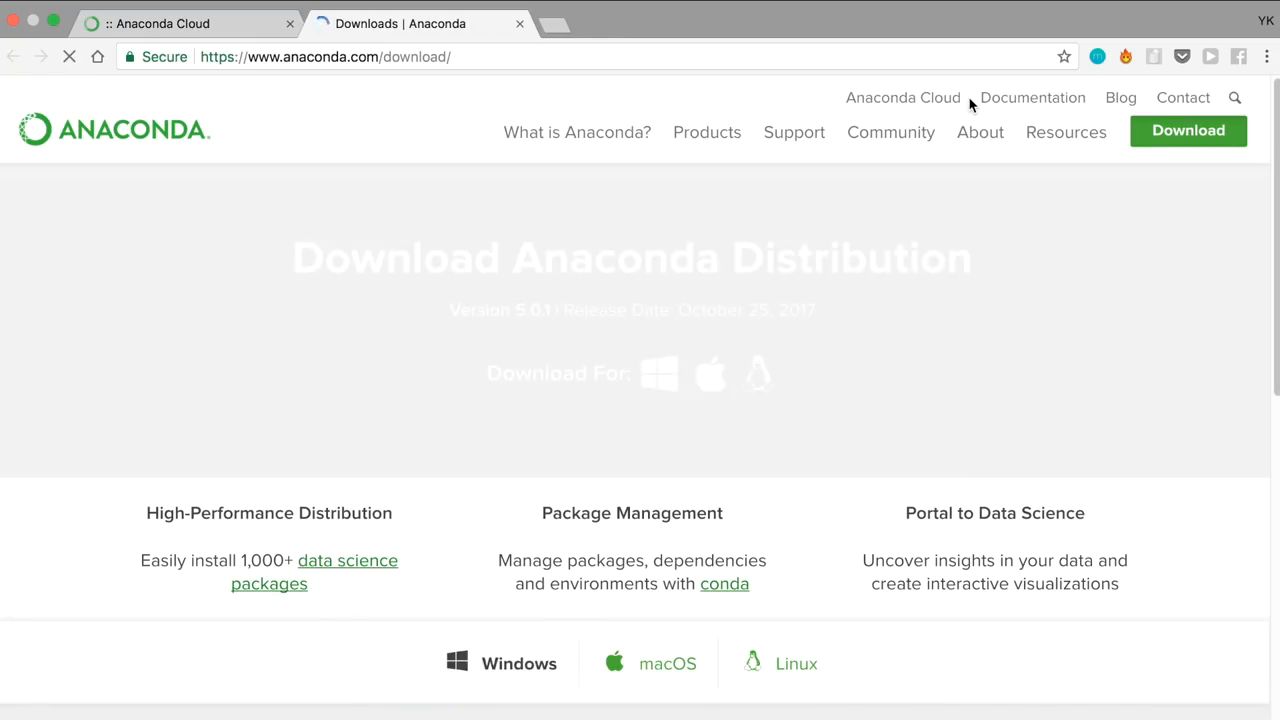 :: Anaconda Cloud
Downloads | Anaconda
YK
Secure
https://www.anaconda.com/download/
Anaconda Cloud
Documentation
Blog
Contact
ANACONDA.
What is Anaconda?
Products
Support
Community
About
Resources
Download
Download Anaconda Distribution
Version 5.0.1 | Release Date: October 25, 2017
Download For:
High-Performance Distribution
Easily install 1,000+ data science
packages
Package Management
Manage packages, dependencies
and environments with conda
Portal to Data Science
Uncover insights in your data and
create interactive visualizations
Windows
macOS
Linux